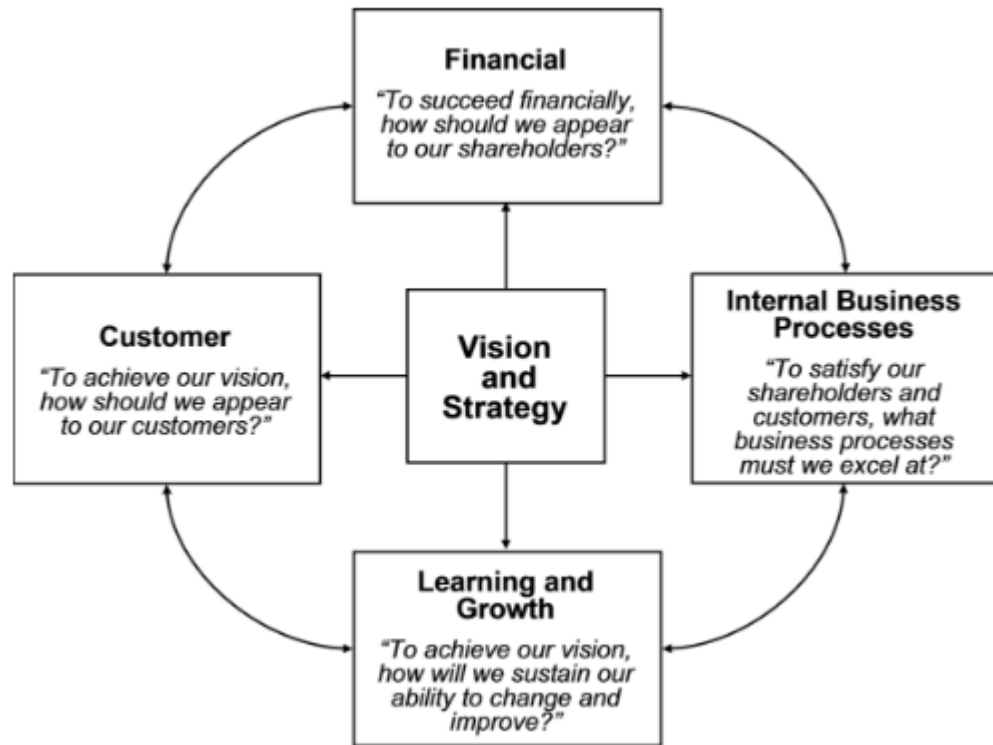 Financial
“To succeed financially,
how should we appear
to our shareholders?”
Customer
“To achieve our vision,
how should we appear
to our customers?”
Vision
and
Strategy
Internal Business
Processes
“To satisfy our
shareholders and
customers, what
business processes
must we excel at?”
Learning and
Growth
“To achieve our vision,
how will we sustain our
ability to change and
improve?”